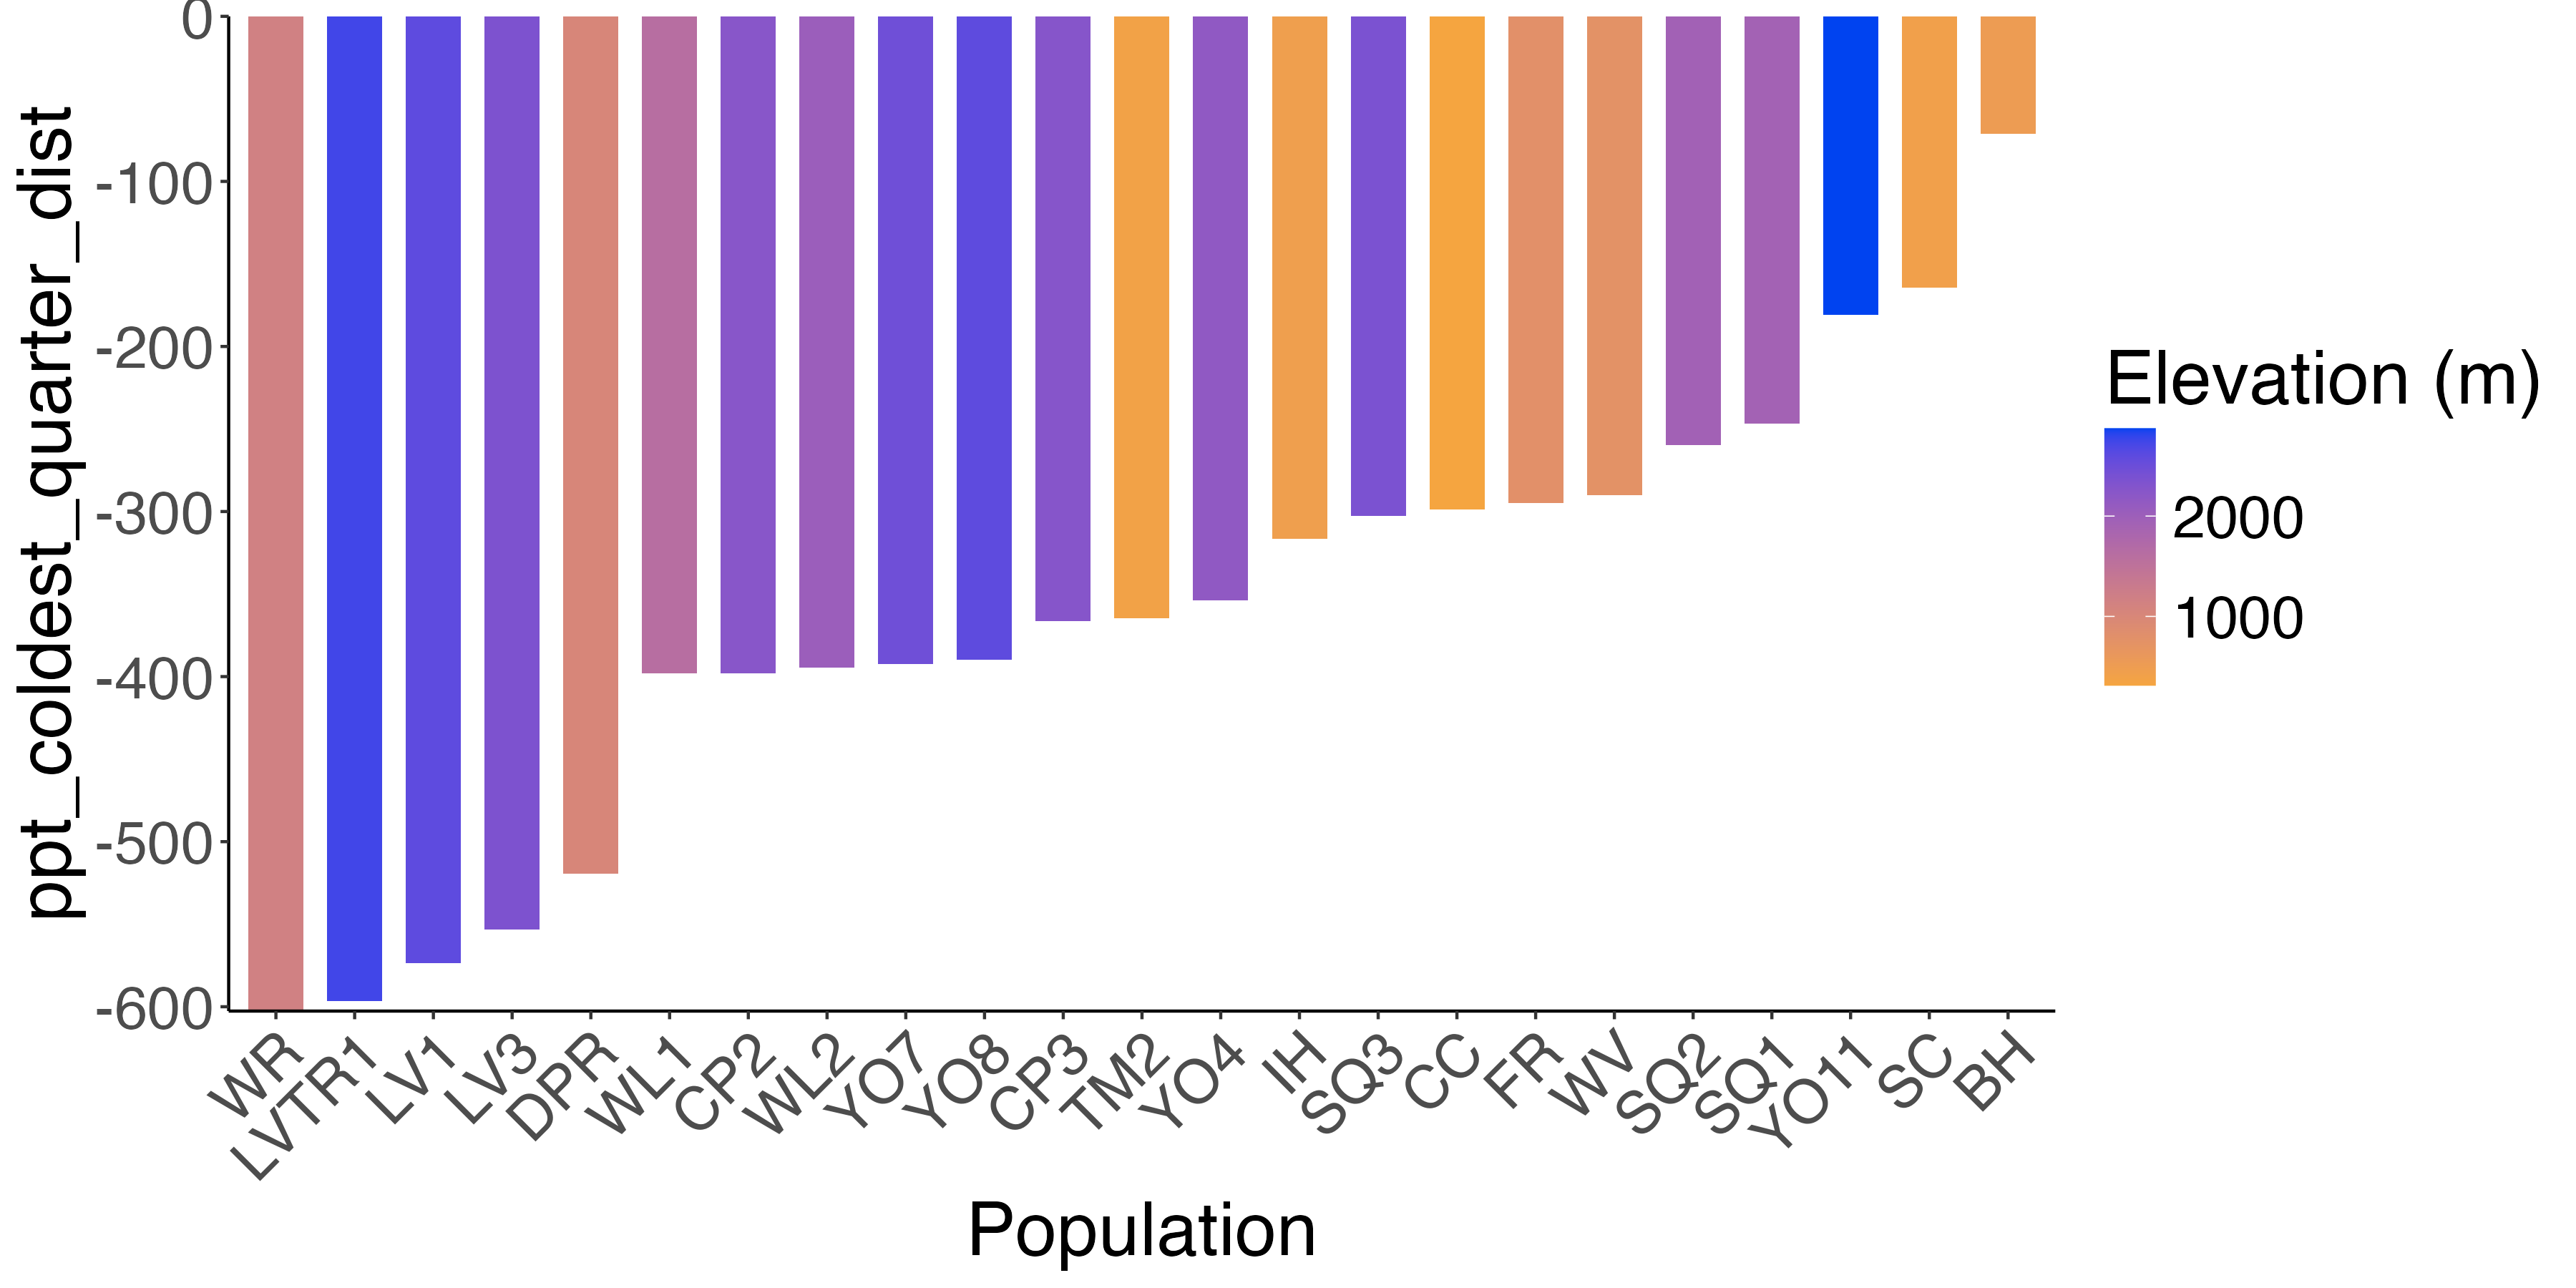 ppt_coldest_quarter_dist
0
-100
-200
-300
-400
-500
-600
WR
LVTR1
LV1
LV3
DPR
WL1
CP2
WL2
YO7
YO8
CP3
TM2
YO4
IH
SQ3
CC
FR
WV
SQ2
SQ1
YO11
SC
BH
Population
Elevation (m)
2000
1000